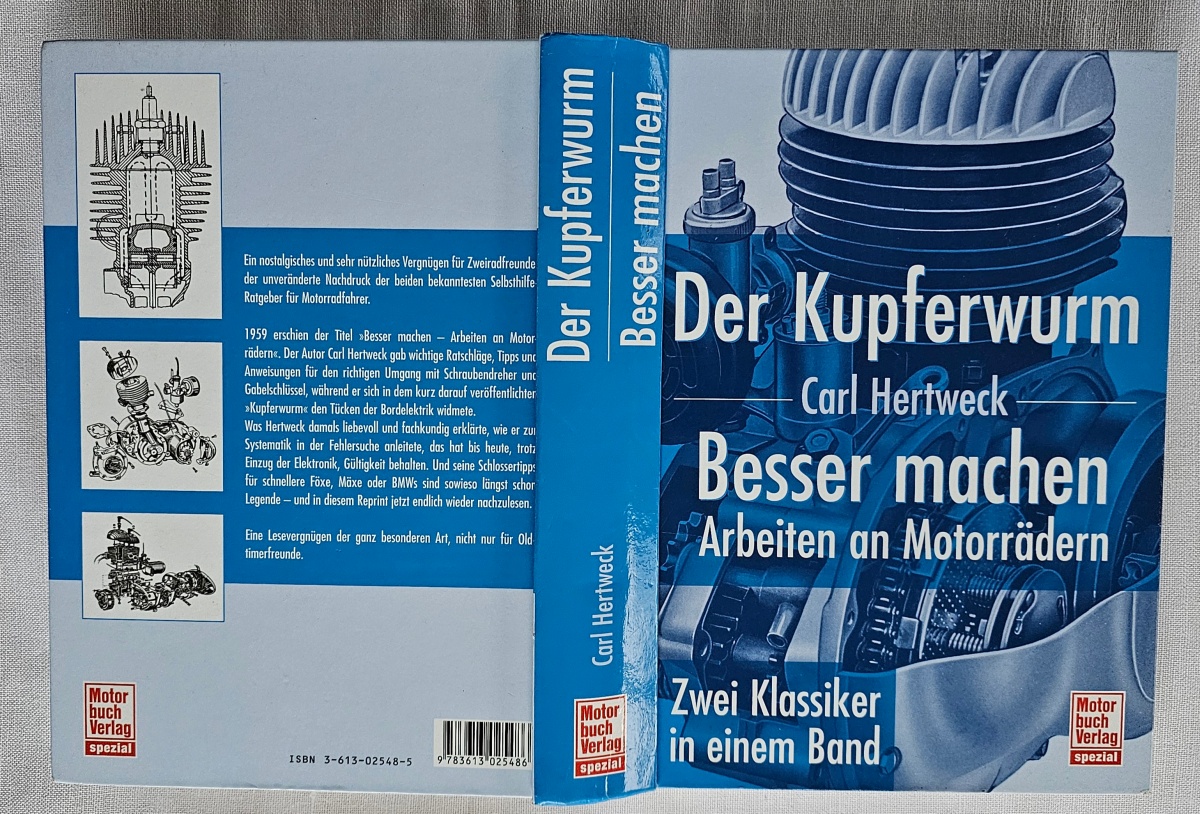 Ein nostalgisches und sehr nützliches Vergnügen für Zweiradfreunde
der unveränderte Nachdruck der beiden bekanntesten Selbsthilfe-
Ratgeber für Motorradfahrer.
1959 erschien der Titel »Besser machen – Arbeiten an Motor-
rädern«. Der Autor Carl Hertweck gab wichtige Ratschläge, Tipps und
Anweisungen für den richtigen Umgang mit Schraubendreher und
Gabelschlüssel, während er sich in dem kurz darauf veröffentlichten
»Kupferwurm« den Tücken der Bordelektrik widmete.
Was Hertweck damals liebevoll und fachkundig erklärte, wie er zur
Systematik in der Fehlersuche anleitete, das hat bis heute, trotz
Einzug der Elektronik, Gültigkeit behalten. Und seine Schlossertipps
für schnellere Föxe, Mäxe oder BMWs sind sowieso längst schon
Legende – und in diesem Reprint jetzt endlich wieder nachzulesen.
Eine Lesevergnügen der ganz besonderen Art, nicht nur für Old-
timerfreunde.
Motor
buch
Verlag
spezial
ISBN 3-613-02548-5
9 783613 025486
Der Kupferwurm
Besser machen
Carl Hertweck
Motor
buch
Verlag
spezial
Der Kupferwurm
Carl Hertweck
Besser machen
Arbeiten an Motorrädern
Zwei Klassiker
in einem Band
Motor
buch
Verlag
spezial